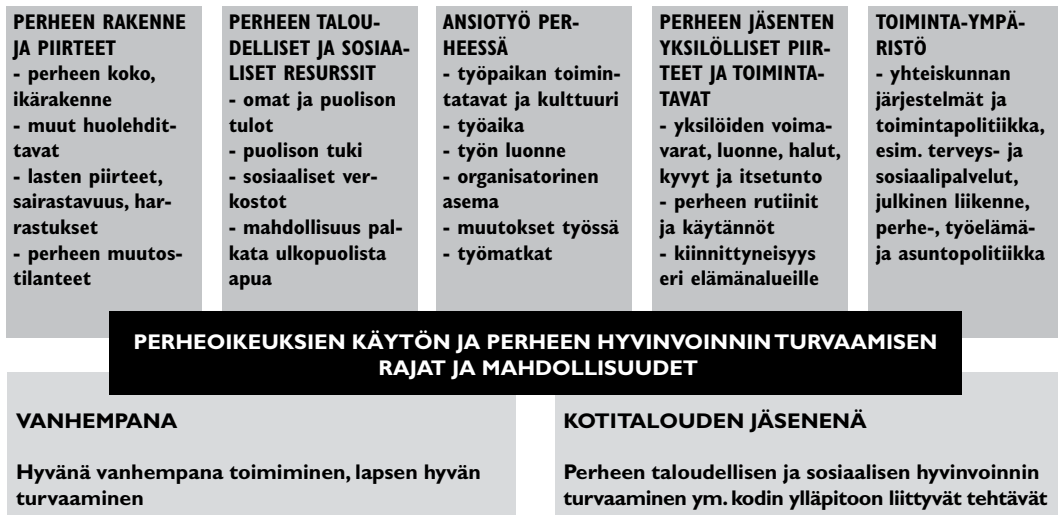 PERHEEN RAKENNE
JA PIIRTEET
- perheen koko,
ikärakenne
- muut huolehdit-
tavat
- lasten piirteet,
sairastavuus, har-
rastukset
- perheen muutos-
tilanteet
PERHEEN TALOU-
DELLISET JA SOSIAA-
LISET RESURSSIT
- omat ja puolison
tulot
- puolison tuki
- sosiaaliset ver-
kostot
- mahdollisuus pal-
kata ulkopuolista
apua
ANSIOTYÖ PER-
HEESSÄ
- työpaikan toimin-
tatavat ja kulttuuri
- työaika
- työn luonne
- organisatorinen
asema
- muutokset työssä
- työmatkat
PERHEEN JÄSENTEN
YKSILÖLLISET PIIR-
TEET JA TOIMINTA-
TAVAT
- yksilöiden voima-
varat, luonne, halut,
kyvyt ja itsetunto
- perheen rutiinit
ja käytännöt
- kiinnittyneisyys
eri elämänalueille
TOIMINTA-YMPÄ-
RISTÖ
- yhteiskunnan
järjestelmät ja
toimintapolitiikka,
esim. terveys- ja
sosiaalipalvelut,
julkinen liikenne,
perhe-, työelämä-
ja asuntopolitiikka
PERHEOIKEUKSIEN KÄYTÖN JA PERHEEN HYVINVOINNIN TURVAAMISEN
RAJAT JA MAHDOLLISUUDET
VANHEMPANA
Hyvänä vanhempana toimiminen, lapsen hyvän
turvaaminen
KOTITALOUDEN JÄSENENÄ
Perheen taloudellisen ja sosiaalisen hyvinvoinnin
turvaaminen ym. kodin ylläpitoon liittyvät tehtävät